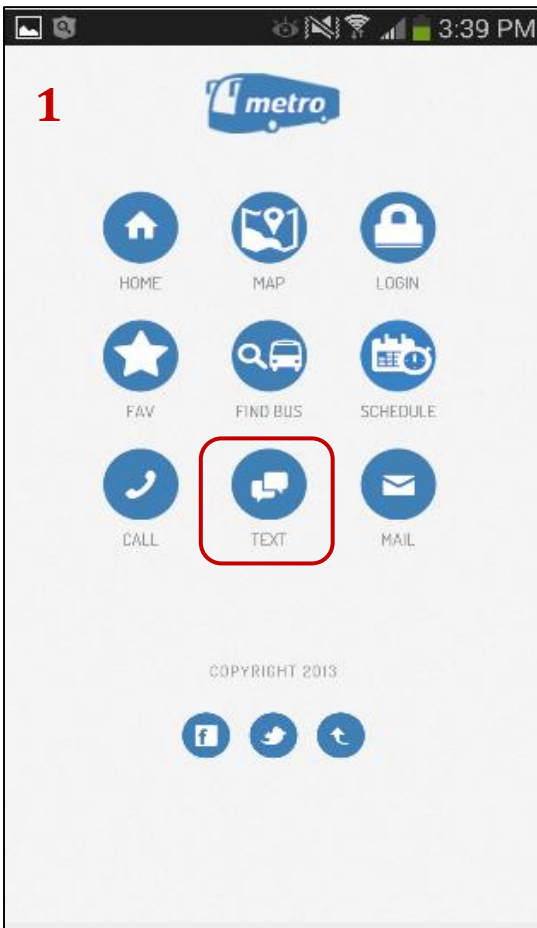 3:39 PM
1
metro
HOME MAP LOGIN
FAV FIND BUS SCHEDULE
CALL TEXT MAIL
COPYRIGHT 2013
f